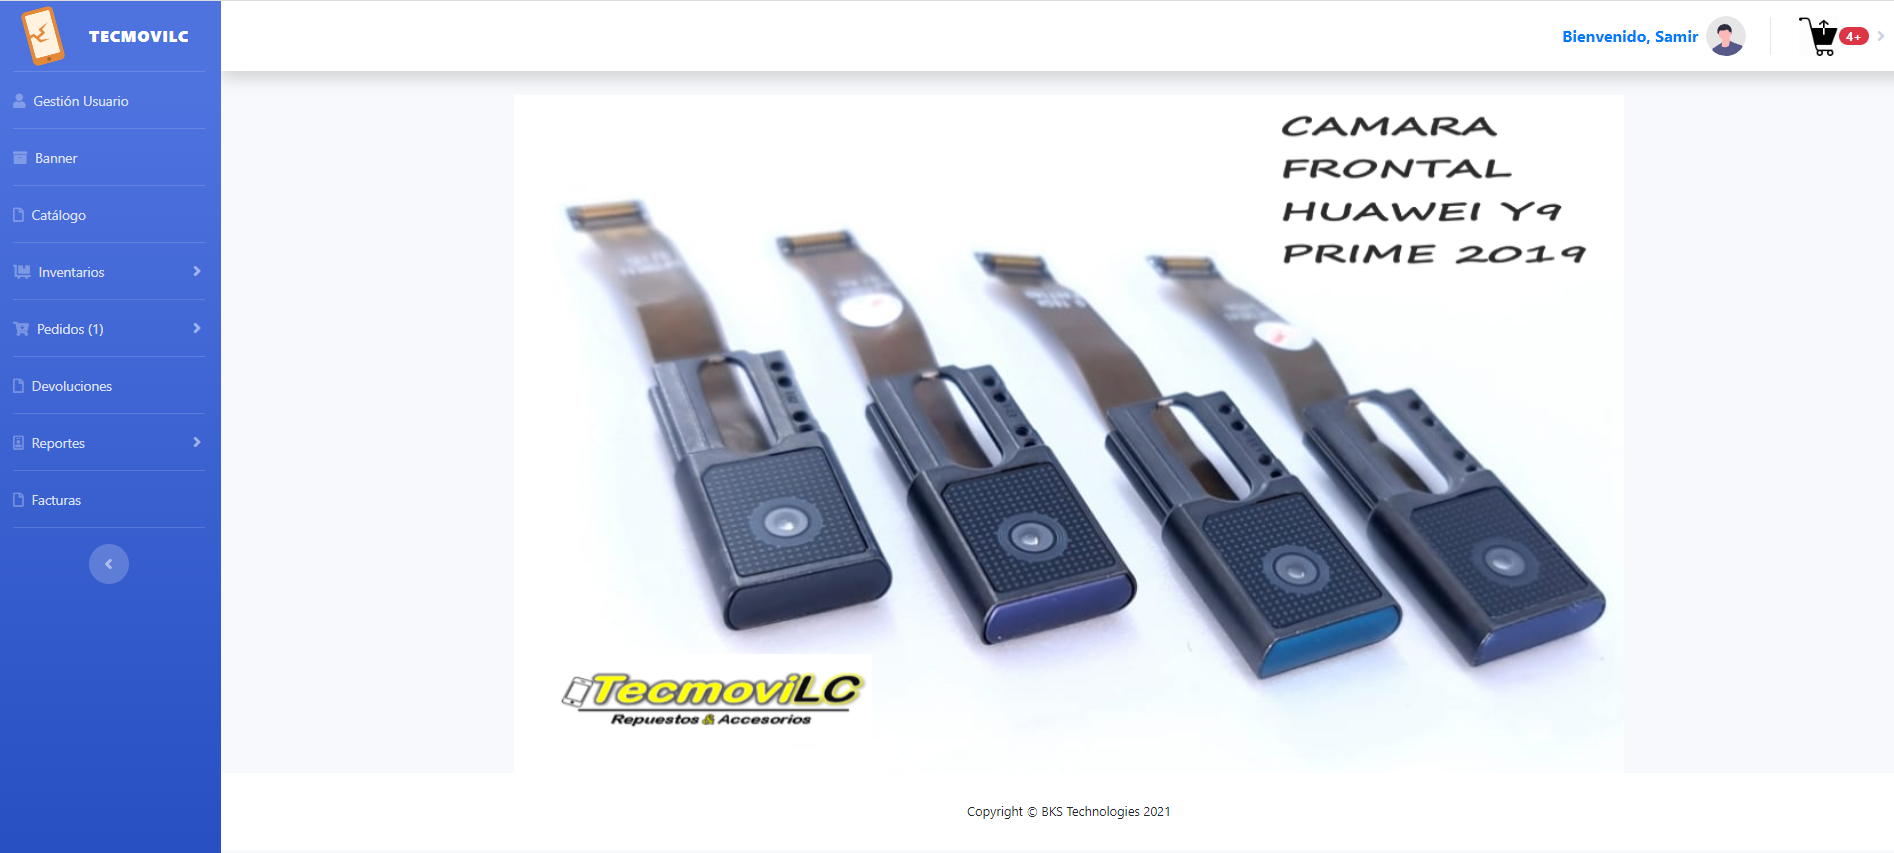 TECMOVILC
Bienvenido, Samir
4+
Gestión Usuario
Banner
Catálogo
Inventarios
Pedidos (1)
Devoluciones
Reportes
Facturas
CAMARA
FRONTAL
HUAWEI Y9
PRIME 2019
TecmoviLC
Repuestos & Accesorios
Copyright © BKS Technologies 2021